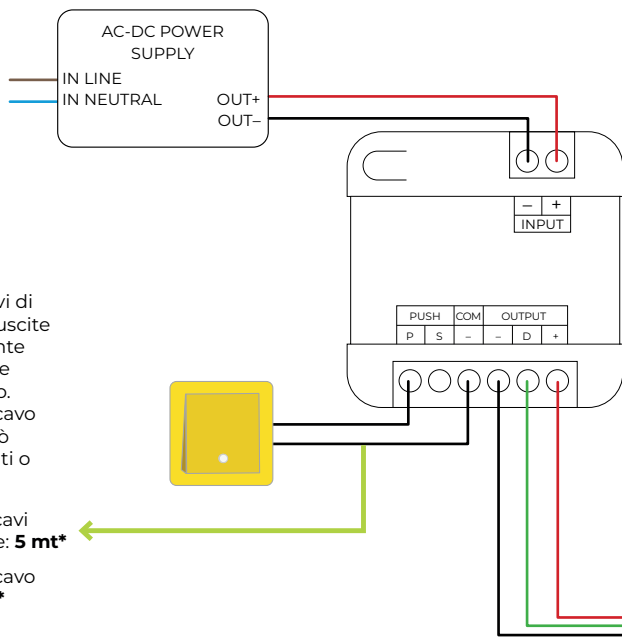 AC-DC POWER
SUPPLY
IN LINE
IN NEUTRAL
OUT+
OUT–
– +
INPUT
PUSH COM OUTPUT
P S – – D +
vi di
uscite
nte
e
o.
cavo
ò
ti o
cavi
e: 5 mt*
cavo
*